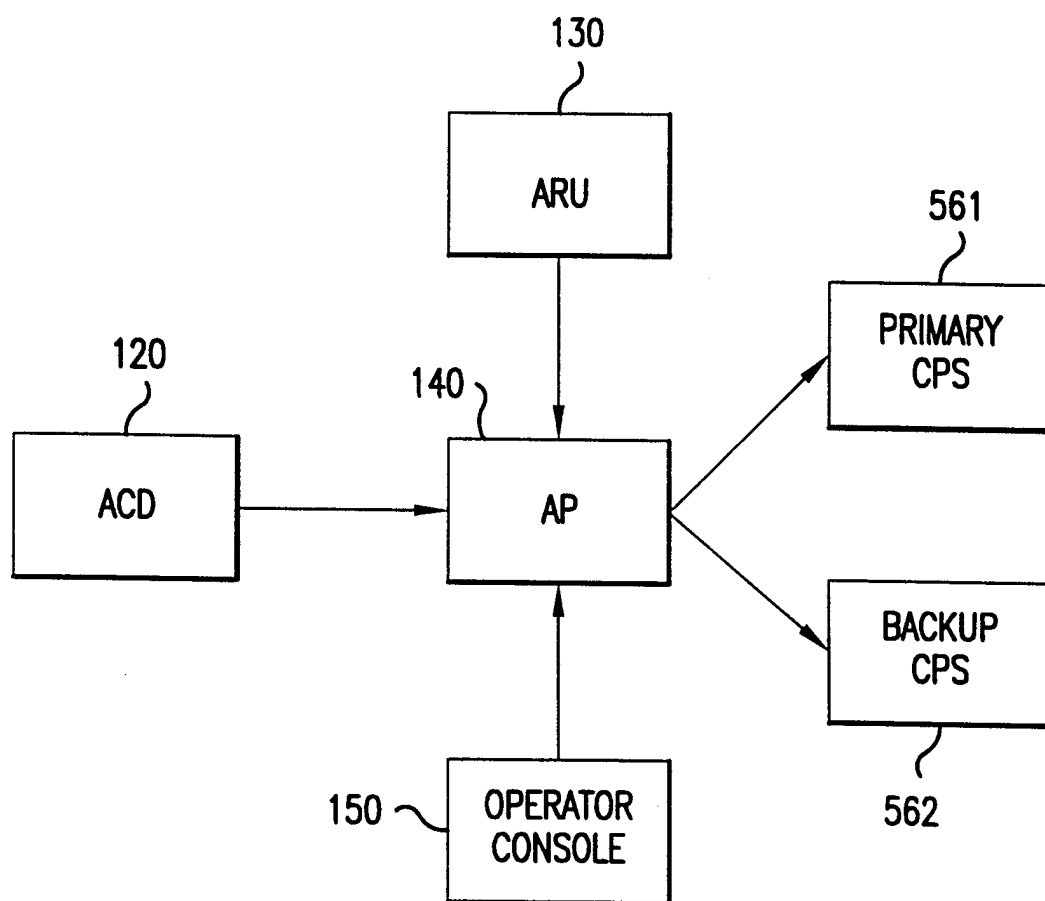 130
ARU
561
PRIMARY
CPS
120
ACD
140
AP
BACKUP
CPS
562
150
OPERATOR
CONSOLE